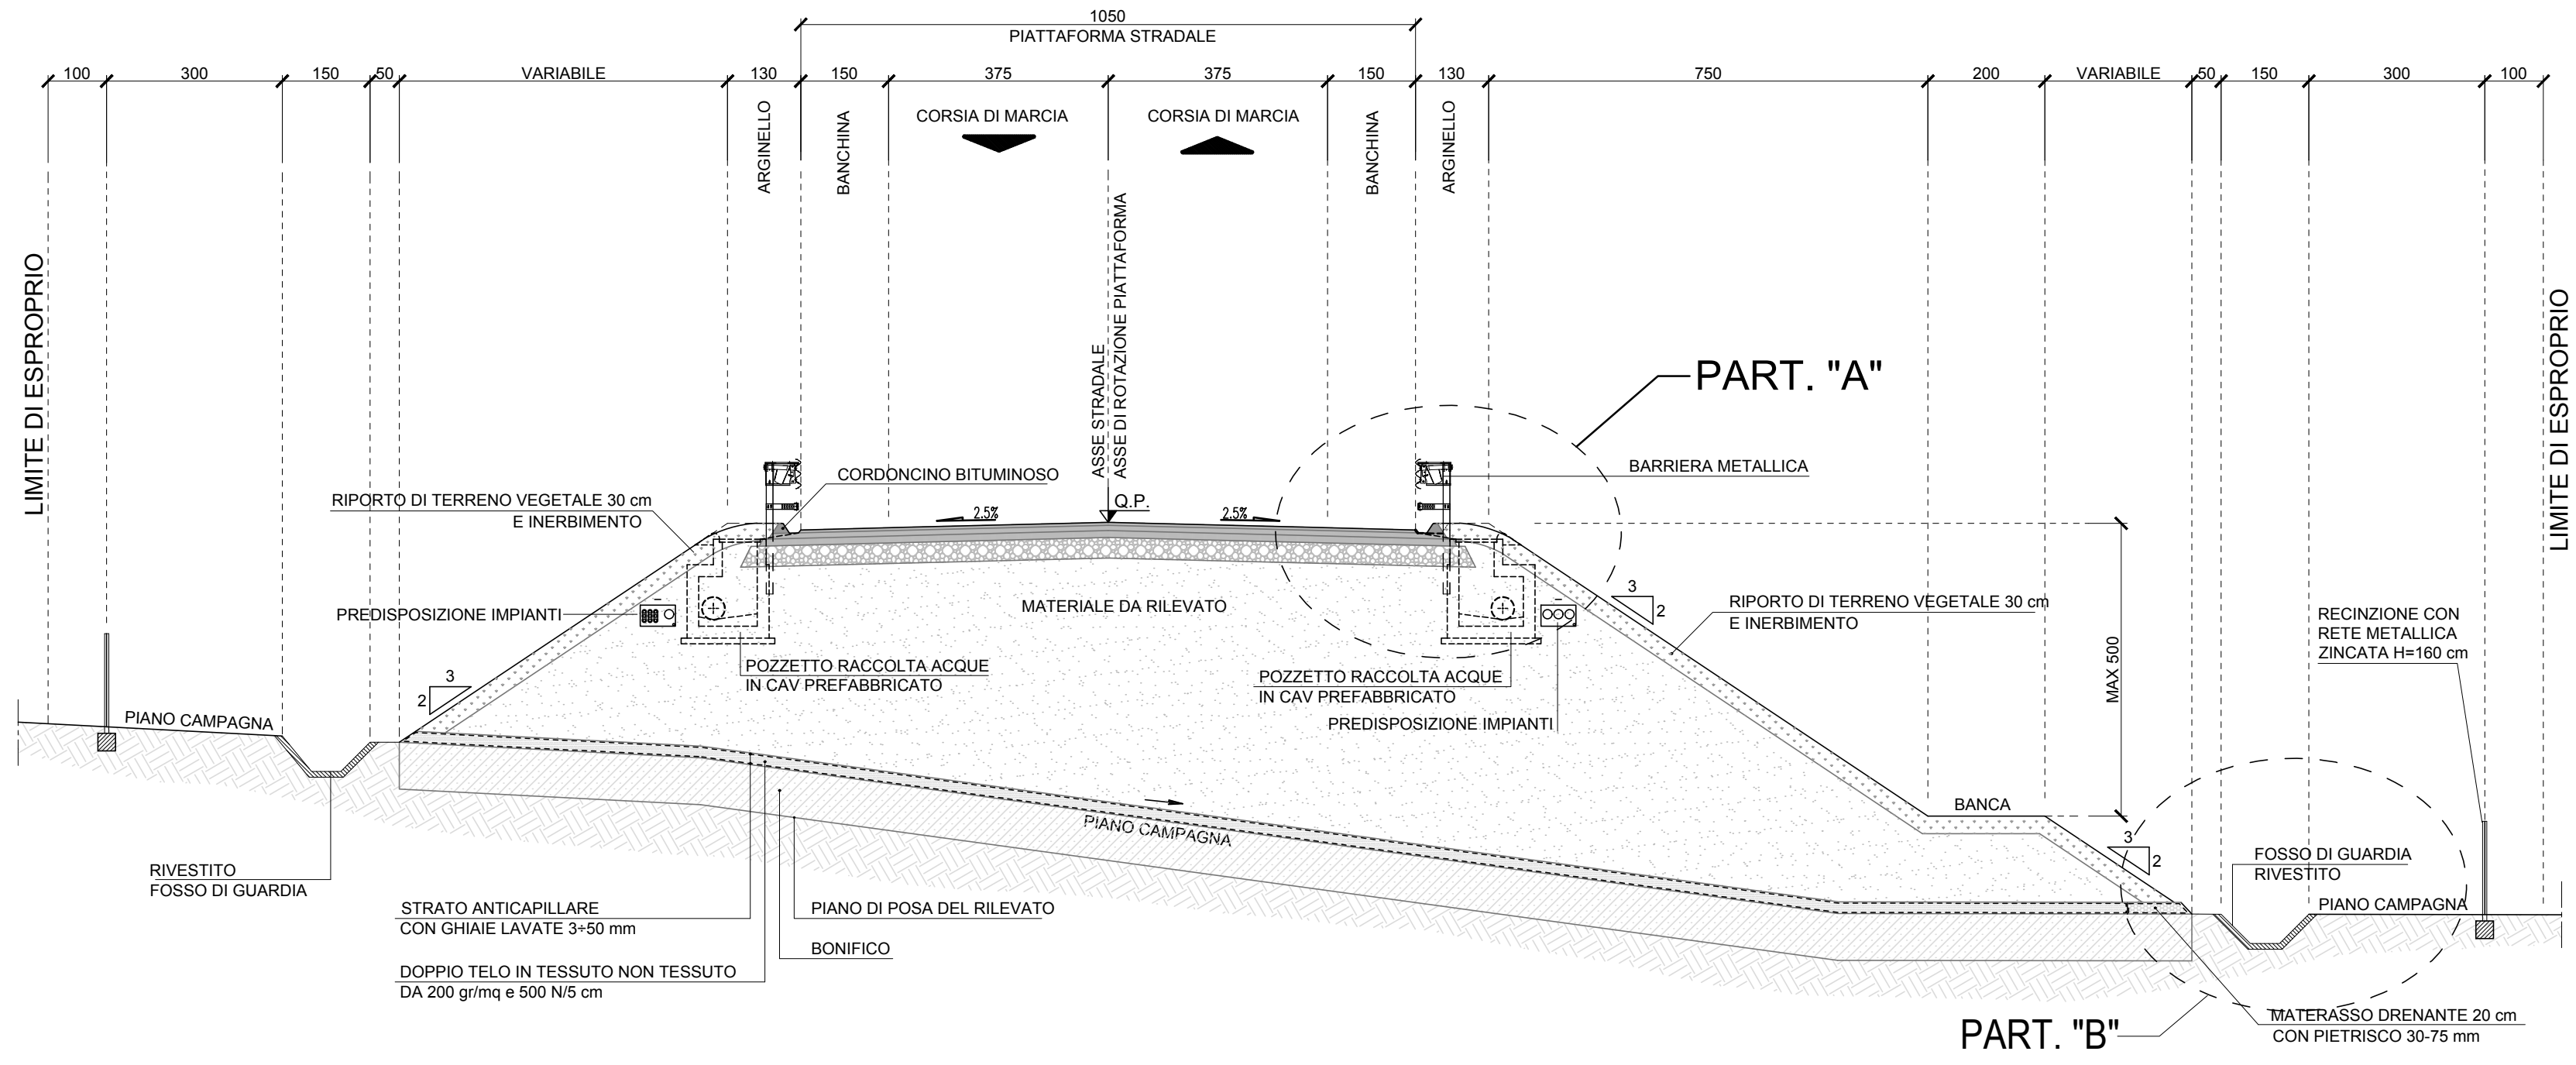 1050
PIATTAFORMA STRADALE
100 300 150 50 VARIABILE 130 150 375 375 150 130 750 200 VARIABILE 50 150 300 100
ARGINELLO
BANCHINA
CORSIA DI MARCIA
CORSIA DI MARCIA
BANCHINA
ARGINELLO
LIMITE DI ESPROPRIO
ASSE STRADALE
ASSE DI ROTAZIONE PIATTAFORMA
LIMITE DI ESPROPRIO
PART. "A"
CORDONCINO BITUMINOSO
BARRIERA METALLICA
RIPORTO DI TERRENO VEGETALE 30 cm
E INERBIMENTO
Q.P.
2.5%
2.5%
PREDISPOSIZIONE IMPIANTI
MATERIALE DA RILEVATO
3
2
RIPORTO DI TERRENO VEGETALE 30 cm
E INERBIMENTO
RECINZIONE CON
RETE METALLICA
ZINCATA H=160 cm
MAX 500
POZZETTO RACCOLTA ACQUE
IN CAV PREFABBRICATO
POZZETTO RACCOLTA ACQUE
IN CAV PREFABBRICATO
PREDISPOSIZIONE IMPIANTI
3
2
PIANO CAMPAGNA
BANCA
PIANO CAMPAGNA
3
2
RIVESTITO
FOSSO DI GUARDIA
FOSSO DI GUARDIA
RIVESTITO
PIANO CAMPAGNA
STRATO ANTICAPILLARE
CON GHIAIE LAVATE 3÷50 mm
PIANO DI POSA DEL RILEVATO
BONIFICO
DOPPIO TELO IN TESSUTO NON TESSUTO
DA 200 gr/mq e 500 N/5 cm
PART. "B"
MATERASSO DRENANTE 20 cm
CON PIETRISCO 30-75 mm